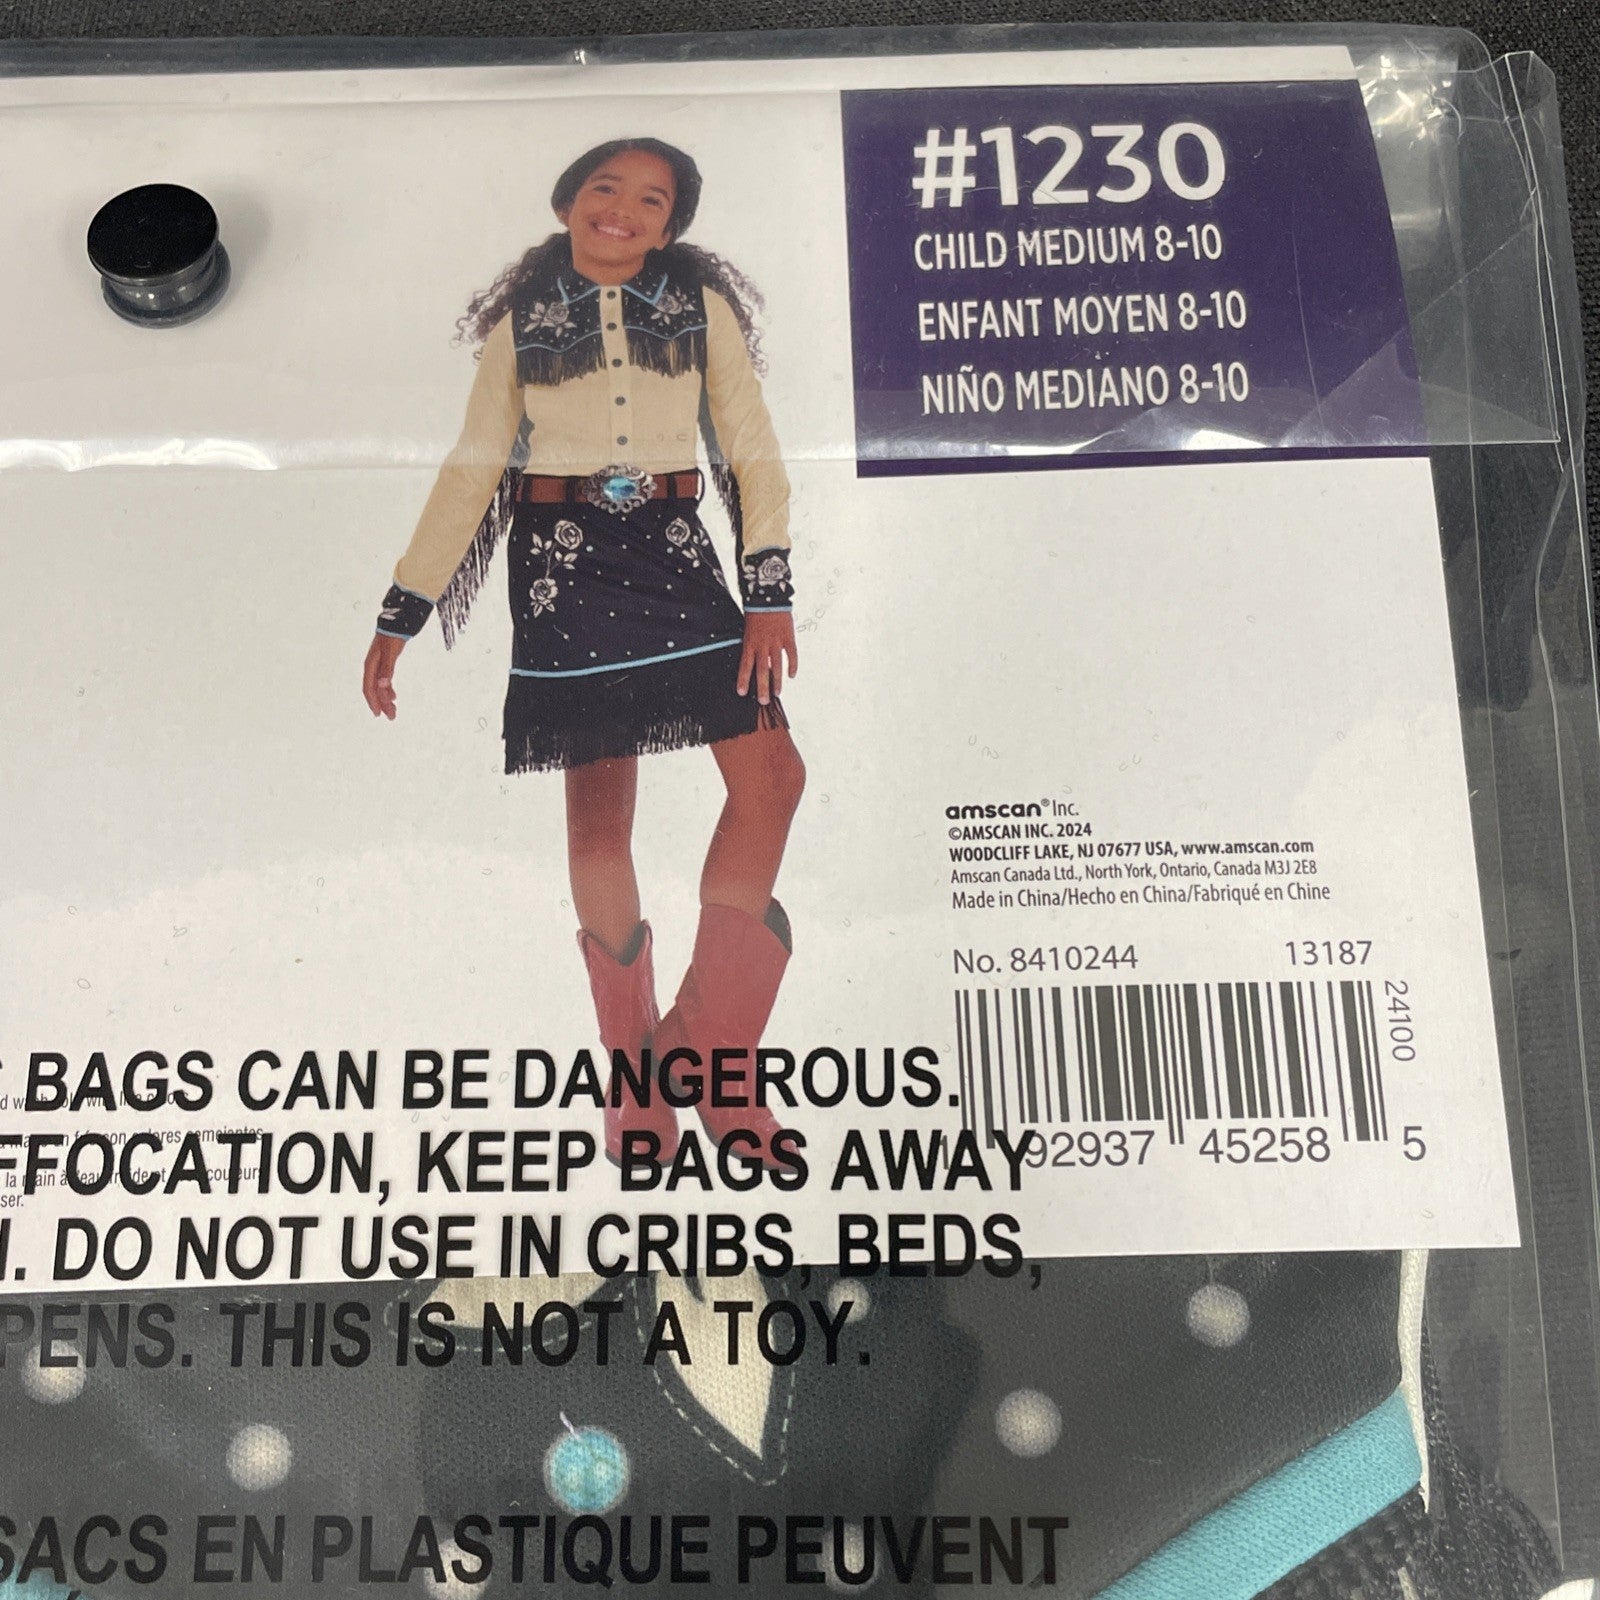 #1230
CHILD MEDIUM 8-10
ENFANT MOYEN 8-10
NIÑO MEDIANO 8-10
amscan® Inc.
©AMSCAN INC. 2024
WOODCLIFF LAKE, NJ 07677 USA, www.amscan.com
Amscan Canada Ltd., North York, Ontario, Canada M3J 2E8
Made in China/Hecho en China/Fabriqué en Chine
No. 8410244 13187
24100
1 92937 45258 5
BAGS CAN BE DANGEROUS.
FFOCATION, KEEP BAGS AWAY
. DO NOT USE IN CRIBS, BEDS,
PENS. THIS IS NOT A TOY.
SACS EN PLASTIQUE PEUVENT